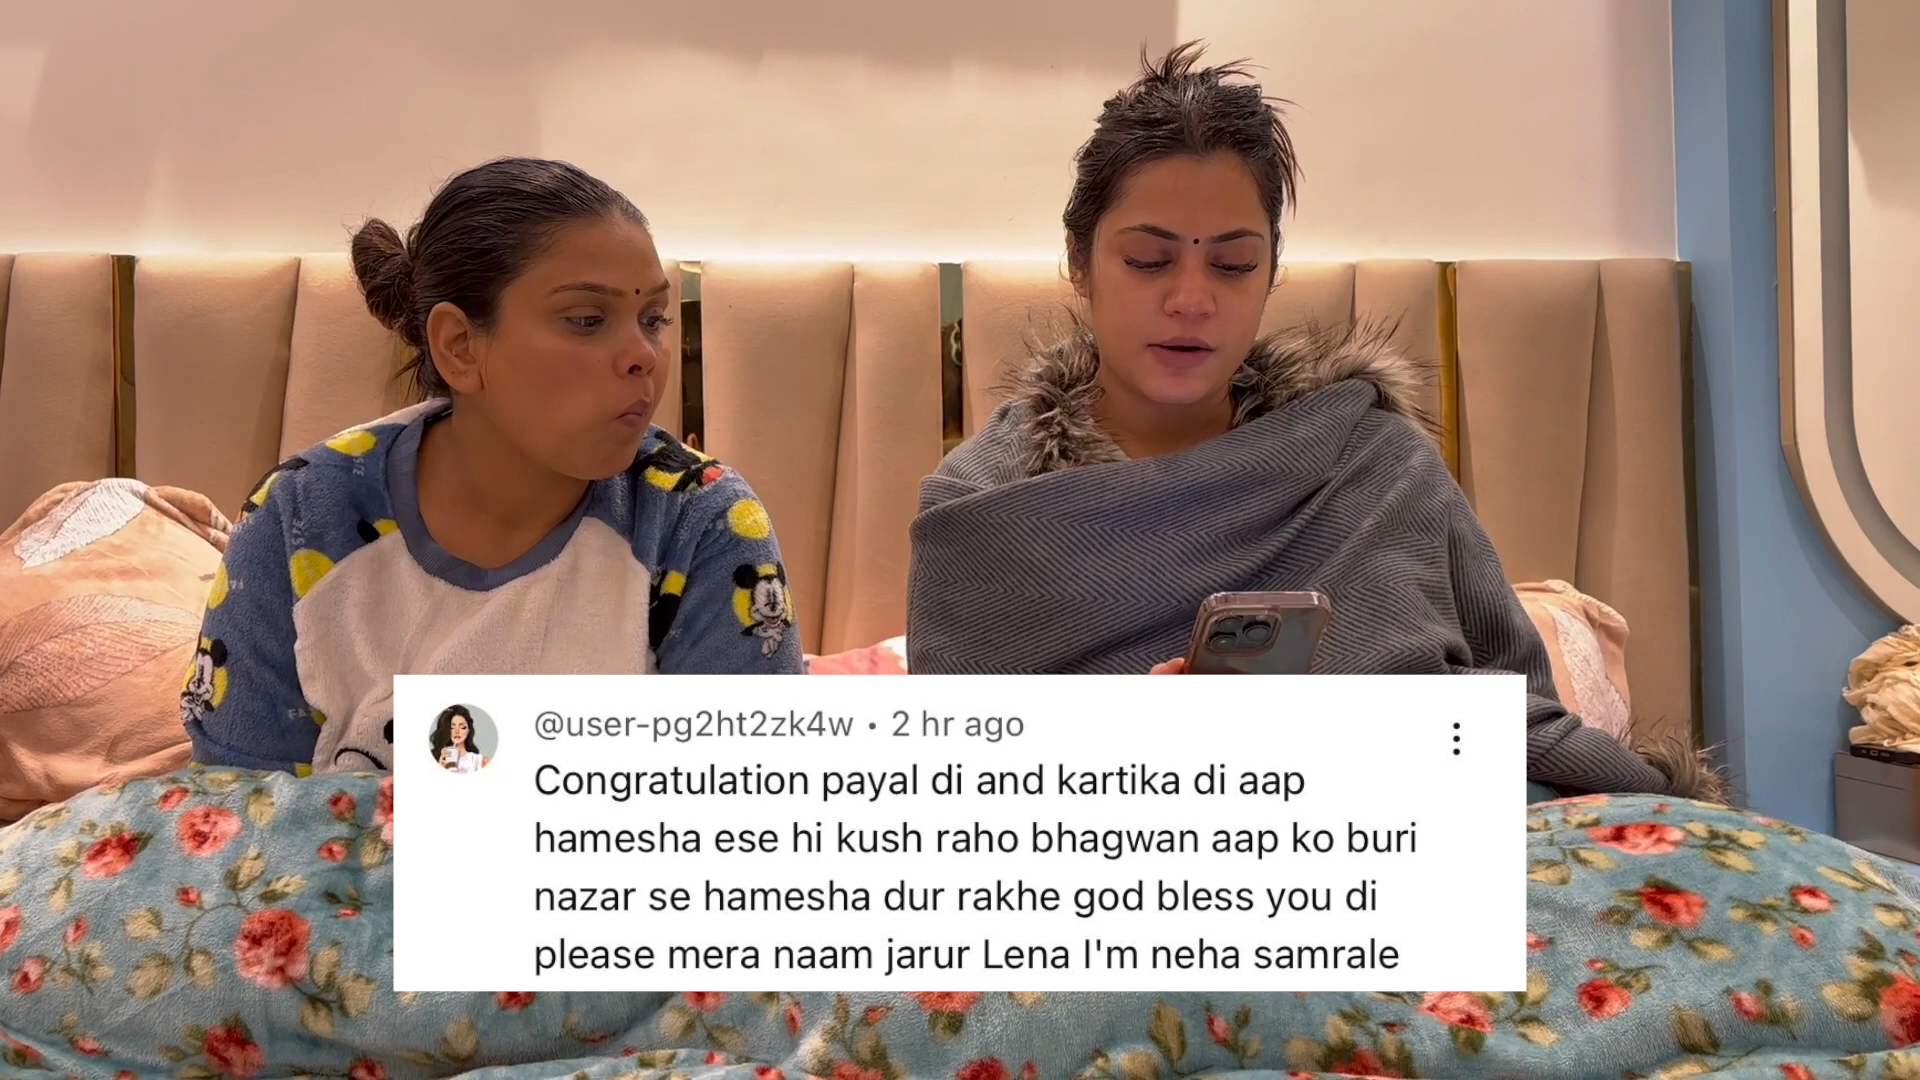 @user-pg2ht2zk4w • 2 hr ago
Congratulation payal di and kartika di aap
hamesha ese hi kush raho bhagwan aap ko buri
nazar se hamesha dur rakhe god bless you di
please mera naam jarur Lena I'm neha samrale